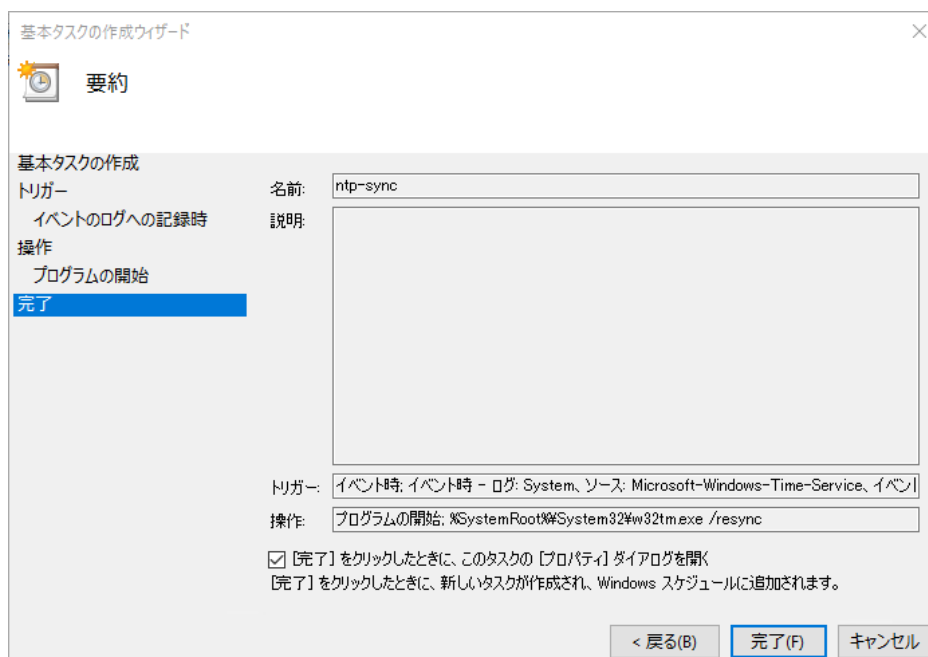 基本タスクの作成ウィザード
要約
基本タスクの作成
トリガー
イベントのログへの記録時
操作
プログラムの開始
完了
名前: ntp-sync
説明:
トリガー: イベント時; イベント時 - ログ: System、ソース: Microsoft-Windows-Time-Service、イベン
操作: プログラムの開始; %SystemRoot%¥System32¥w32tm.exe /resync
[完了] をクリックしたときに、このタスクの [プロパティ] ダイアログを開く
[完了] をクリックしたときに、新しいタスクが作成され、Windows スケジュールに追加されます。
< 戻る(B) 完了(F) キャンセル